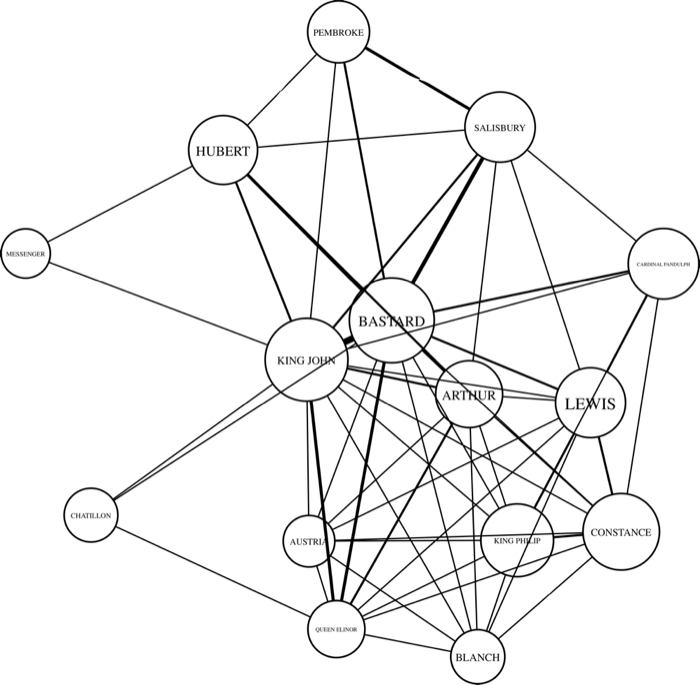 PEMBROKE
SALISBURY
HUBERT
MESSENGER
CARDINAL PANDULPH
BASTARD
KING JOHN
ARTHUR
LEWIS
CHATILLON
AUSTRIA
KING PHILIP
CONSTANCE
QUEEN ELINOR
BLANCH